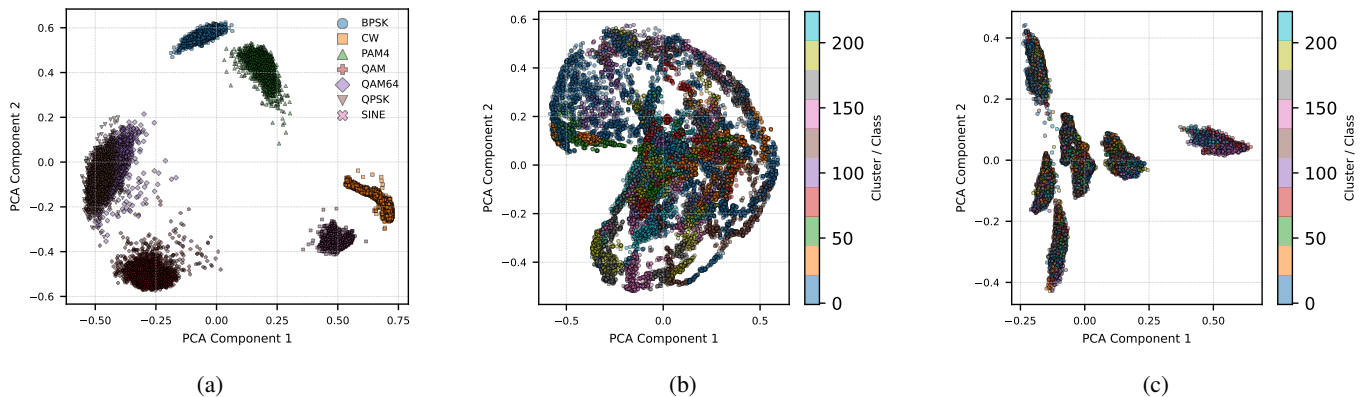 BPSK
CW
PAM4
QAM
QAM64
QPSK
SINE
0.6
0.4
0.2
0.0
−0.2
−0.4
−0.6
PCA Component 2
−0.50
−0.25
0.00
0.25
0.50
0.75
PCA Component 1
(a)
0.6
0.4
0.2
0.0
−0.2
−0.4
PCA Component 2
−0.5
0.0
0.5
PCA Component 1
200
150
100
50
0
Cluster / Class
(b)
0.4
0.2
0.0
−0.2
−0.4
PCA Component 2
−0.25
0.00
0.25
0.50
PCA Component 1
200
150
100
50
0
Cluster / Class
(c)